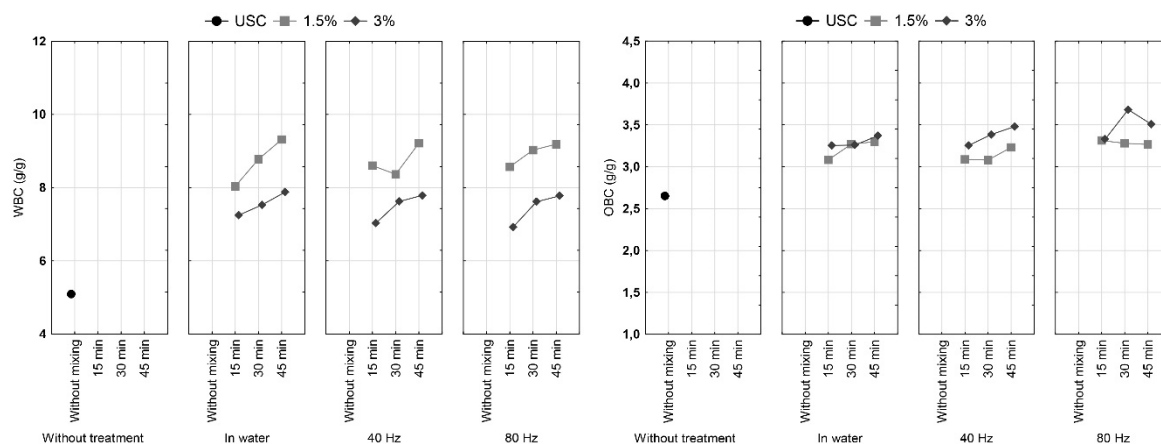 USC 1.5% 3%
WBC (g/g)
12
10
8
6
4
Without mixing
15 min
30 min
45 min
Without mixing
15 min
30 min
45 min
Without mixing
15 min
30 min
45 min
Without mixing
15 min
30 min
45 min
Without treatment In water 40 Hz 80 Hz
USC 1.5% 3%
OBC (g/g)
4,5
4,0
3,5
3,0
2,5
2,0
1,5
1,0
Without mixing
15 min
30 min
45 min
Without mixing
15 min
30 min
45 min
Without mixing
15 min
30 min
45 min
Without mixing
15 min
30 min
45 min
Without treatment In water 40 Hz 80 Hz